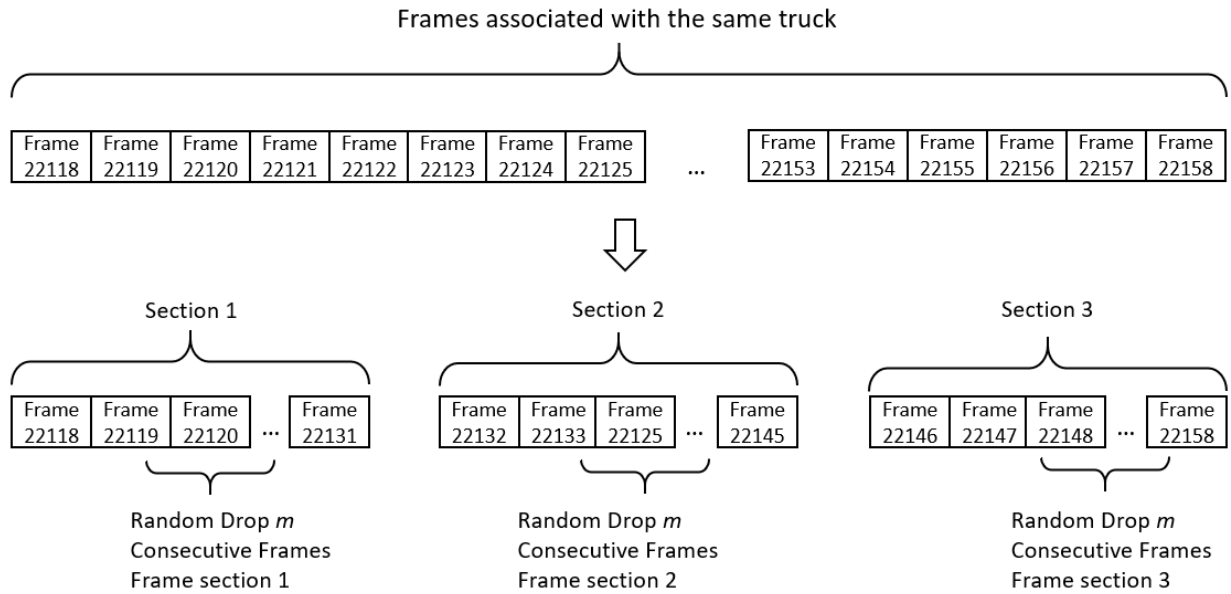 Frames associated with the same truck
Frame Frame Frame Frame Frame Frame Frame Frame Frame Frame Frame Frame Frame Frame
22118 22119 22120 22121 22122 22123 22124 22125 ... 22153 22154 22155 22156 22157 22158
Section 1 Section 2 Section 3
Frame Frame Frame Frame Frame Frame Frame Frame Frame Frame Frame Frame
22118 22119 22120 ... 22131 22132 22133 22125 ... 22145 22146 22147 22148 ... 22158
Random Drop m
Consecutive Frames
Frame section 1
Random Drop m
Consecutive Frames
Frame section 2
Random Drop m
Consecutive Frames
Frame section 3